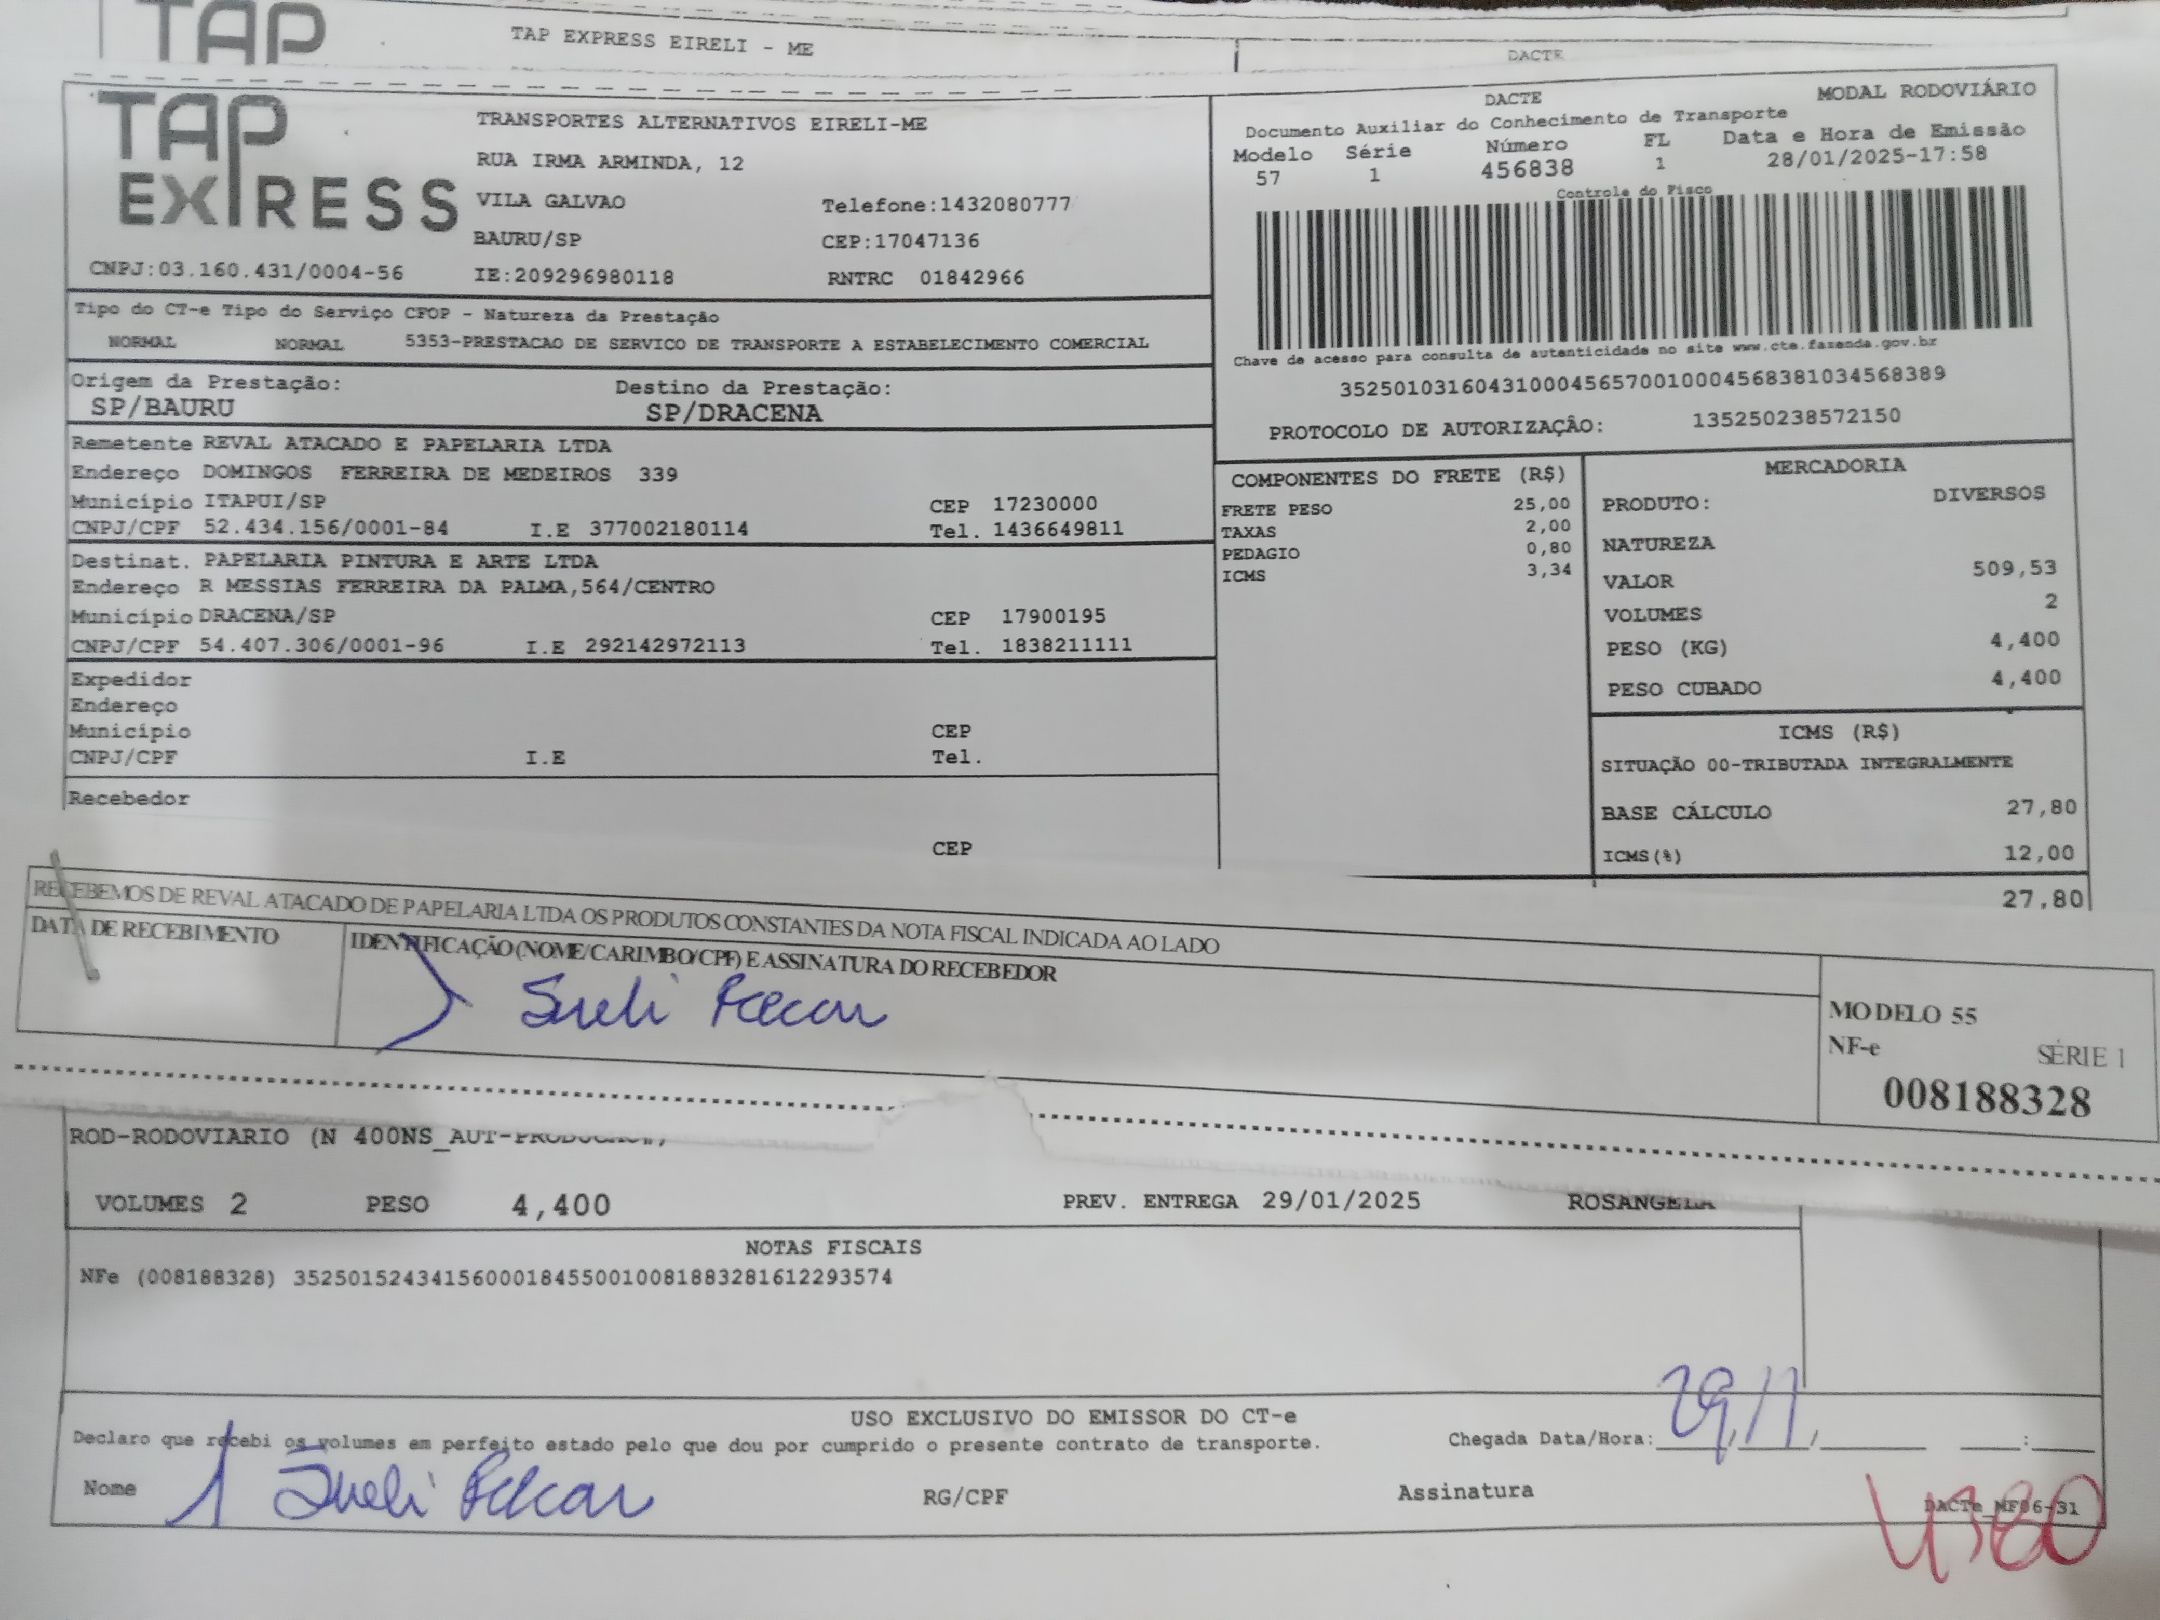 TAP
TAP EXPRESS EIRELI - ME
DACTE
TAP EXPRESS
TRANSPORTES ALTERNATIVOS EIRELI-ME
RUA IRMA ARMINDA, 12
VILA GALVAO Telefone:1432080777
BAURU/SP CEP:17047136
CNPJ:03.160.431/0004-56 IE:209296980118 RNTRC 01842966
DACTE MODAL RODOVIÁRIO
Documento Auxiliar do Conhecimento de Transporte
Modelo Série Número FL Data e Hora de Emissão
57 1 456838 1 28/01/2025-17:58
Controle do Fisco
Chave de acesso para consulta de autenticidade no site www.cte.fazenda.gov.br
35250103160431000456570010004568381034568389
PROTOCOLO DE AUTORIZAÇÂO: 135250238572150
Tipo do CT-e Tipo do Serviço CFOP - Natureza da Prestação
NORMAL NORMAL 5353-PRESTACAO DE SERVICO DE TRANSPORTE A ESTABELECIMENTO COMERCIAL
Origem da Prestação: Destino da Prestação:
SP/BAURU SP/DRACENA
Remetente REVAL ATACADO E PAPELARIA LTDA
Endereço DOMINGOS FERREIRA DE MEDEIROS 339
Município ITAPUI/SP CEP 17230000
CNPJ/CPF 52.434.156/0001-84 I.E 377002180114 Tel. 1436649811
Destinat. PAPELARIA PINTURA E ARTE LTDA
Endereço R MESSIAS FERREIRA DA PALMA,564/CENTRO
Município DRACENA/SP CEP 17900195
CNPJ/CPF 54.407.306/0001-96 I.E 292142972113 Tel. 1838211111
Expedidor
Endereço
Município CEP
CNPJ/CPF I.E Tel.
Recebedor
CEP
COMPONENTES DO FRETE (R$)
FRETE PESO 25,00
TAXAS 2,00
PEDAGIO 0,80
ICMS 3,34
MERCADORIA
PRODUTO: DIVERSOS
NATUREZA
VALOR 509,53
VOLUMES 2
PESO (KG) 4,400
PESO CUBADO 4,400
ICMS (R$)
SITUAÇÃO 00-TRIBUTADA INTEGRALMENTE
BASE CÁLCULO 27,80
ICMS(%) 12,00
27,80
RECEBEMOS DE REVAL ATACADO DE PAPELARIA LTDA OS PRODUTOS CONSTANTES DA NOTA FISCAL INDICADA AO LADO
DATA DE RECEBIMENTO IDENTIFICAÇÃO (NOME/CARIMBO/CPF) E ASSINATURA DO RECEBEDOR
Sueli
MODELO 55
NF-e SÉRIE 1
008188328
ROD-RODOVIARIO (N 400NS_AUT-PRODUCAO#)
VOLUMES 2 PESO 4,400 PREV. ENTREGA 29/01/2025 ROSANGELA
NOTAS FISCAIS
NFe (008188328) 35250152434156000184550010081883281612293574
USO EXCLUSIVO DO EMISSOR DO CT-e
Declaro que recebi os volumes em perfeito estado pelo que dou por cumprido o presente contrato de transporte. Chegada Data/Hora: 29/1/
Nome Sueli RG/CPF Assinatura
DACTe_NF06-31